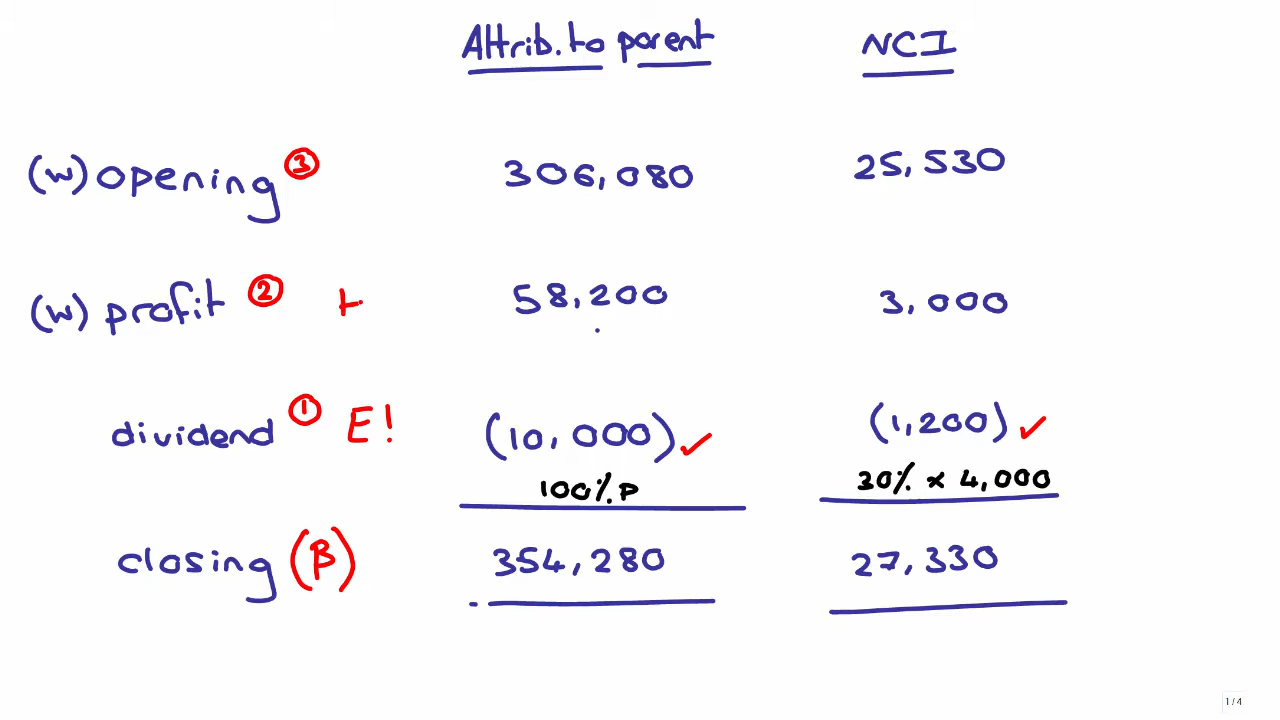 Attrib. to parent NCI
(w) opening ③ 306,080 25,530
(w) profit ② + 58,200 3,000
dividend ① E! (10,000) ✓ (1,200) ✓
100% P 30% × 4,000
closing (β) 354,280 27,330
1 / 4